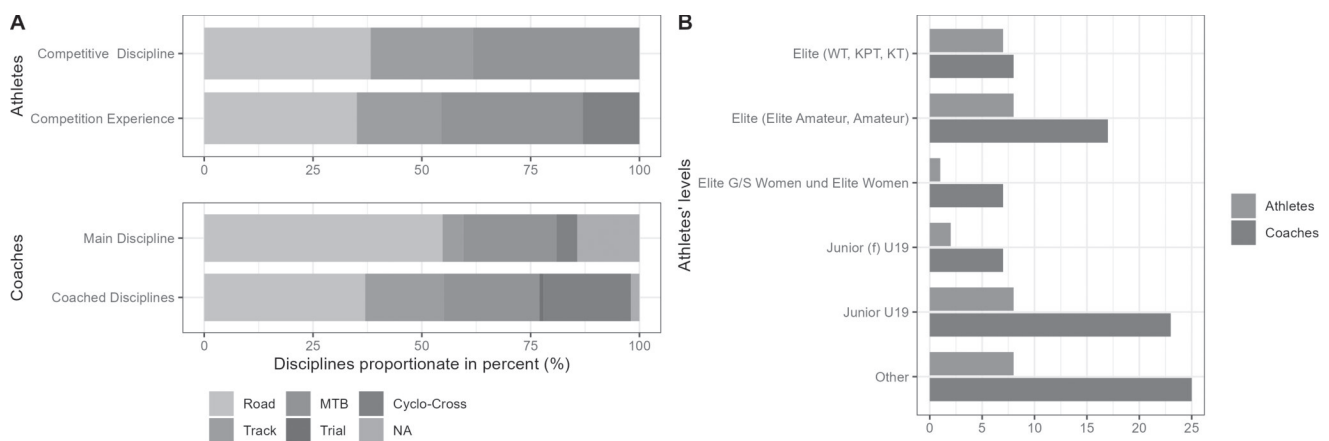 A
Athletes
Competitive Discipline
Competition Experience
0 25 50 75 100
Coaches
Main Discipline
Coached Disciplines
0 25 50 75 100
Disciplines proportionate in percent (%)
Road MTB Cyclo-Cross
Track Trial NA
B
Athletes' levels
Elite (WT, KPT, KT)
Elite (Elite Amateur, Amateur)
Elite G/S Women und Elite Women
Junior (f) U19
Junior U19
Other
0 5 10 15 20 25
Athletes
Coaches